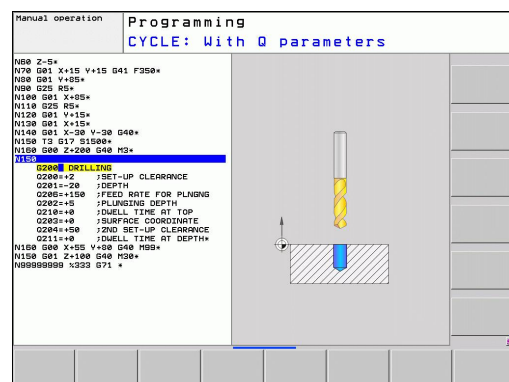 Manual operation
Programming
CYCLE: With Q parameters
N60 Z-5*
N70 G01 X+15 Y+15 G41 F350*
N80 G01 Y+85*
N90 G25 R5*
N100 G01 X+85*
N110 G25 R5*
N120 G01 Y+15*
N130 G01 X+15*
N140 G01 X-30 Y-30 G40*
N150 T3 G17 S1500*
N160 G00 Z+200 G40 M3*
N150
G200 DRILLING
Q200=+2 ;SET-UP CLEARANCE
Q201=-20 ;DEPTH
Q206=+150 ;FEED RATE FOR PLNGNG
Q202=+5 ;PLUNGING DEPTH
Q210=+0 ;DWELL TIME AT TOP
Q203=+0 ;SURFACE COORDINATE
Q204=+50 ;2ND SET-UP CLEARANCE
Q211=+0 ;DWELL TIME AT DEPTH*
N160 G00 X+55 Y+80 G40 M99*
N150 G01 Z+100 G40 M30*
N99999999 %333 G71 *